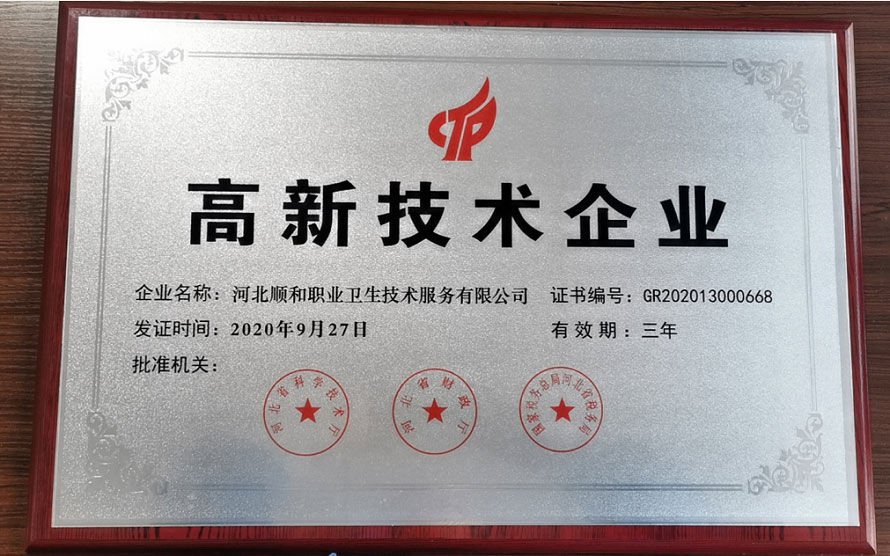 CTP
高新技术企业
企业名称：河北顺和职业卫生技术服务有限公司 证书编号：GR202013000668
发证时间：2020年9月27日 有效期：三年
批准机关：
河北省科学技术厅 河北省财政厅 国家税务总局河北省税务局